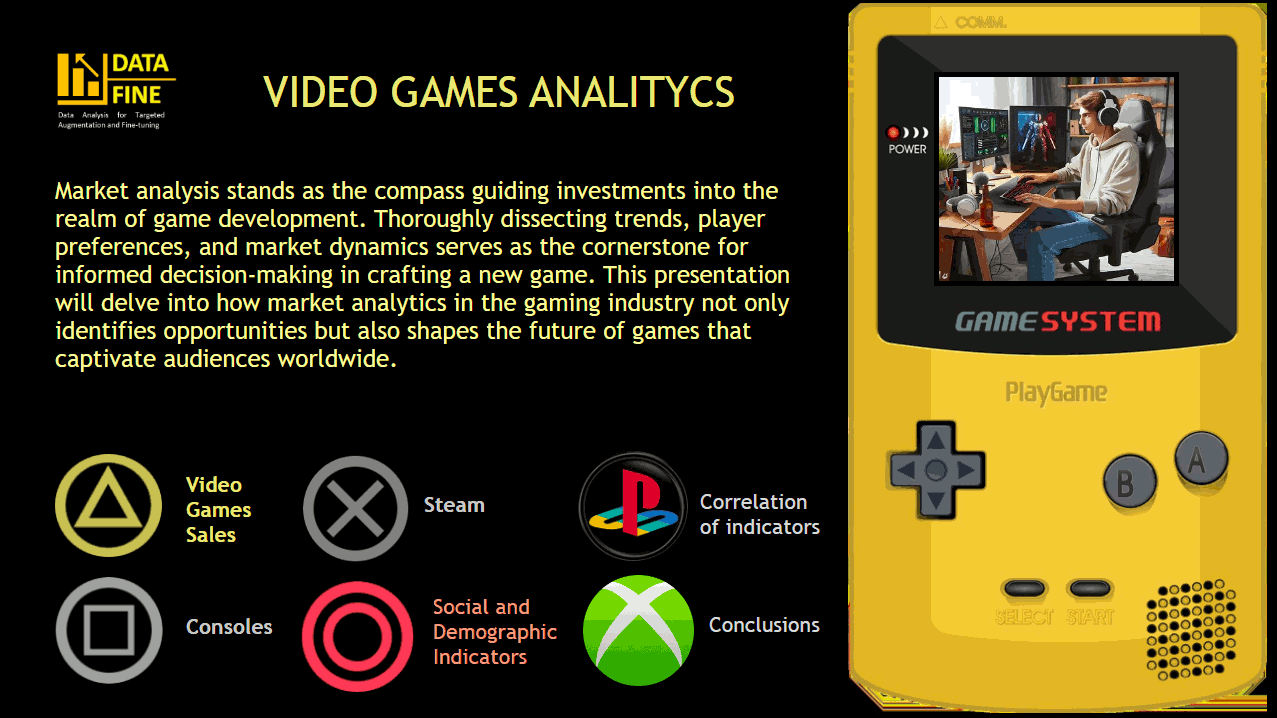 DATA
FINE
Data Analysis for Targeted
Augmentation and Fine-tuning
VIDEO GAMES ANALITYCS
Market analysis stands as the compass guiding investments into the
realm of game development. Thoroughly dissecting trends, player
preferences, and market dynamics serves as the cornerstone for
informed decision-making in crafting a new game. This presentation
will delve into how market analytics in the gaming industry not only
identifies opportunities but also shapes the future of games that
captivate audiences worldwide.
Video
Games
Sales
Steam
Correlation
of indicators
Consoles
Social and
Demographic
Indicators
Conclusions
COMM.
POWER
GAME SYSTEM
PlayGame
B
A
SELECT START